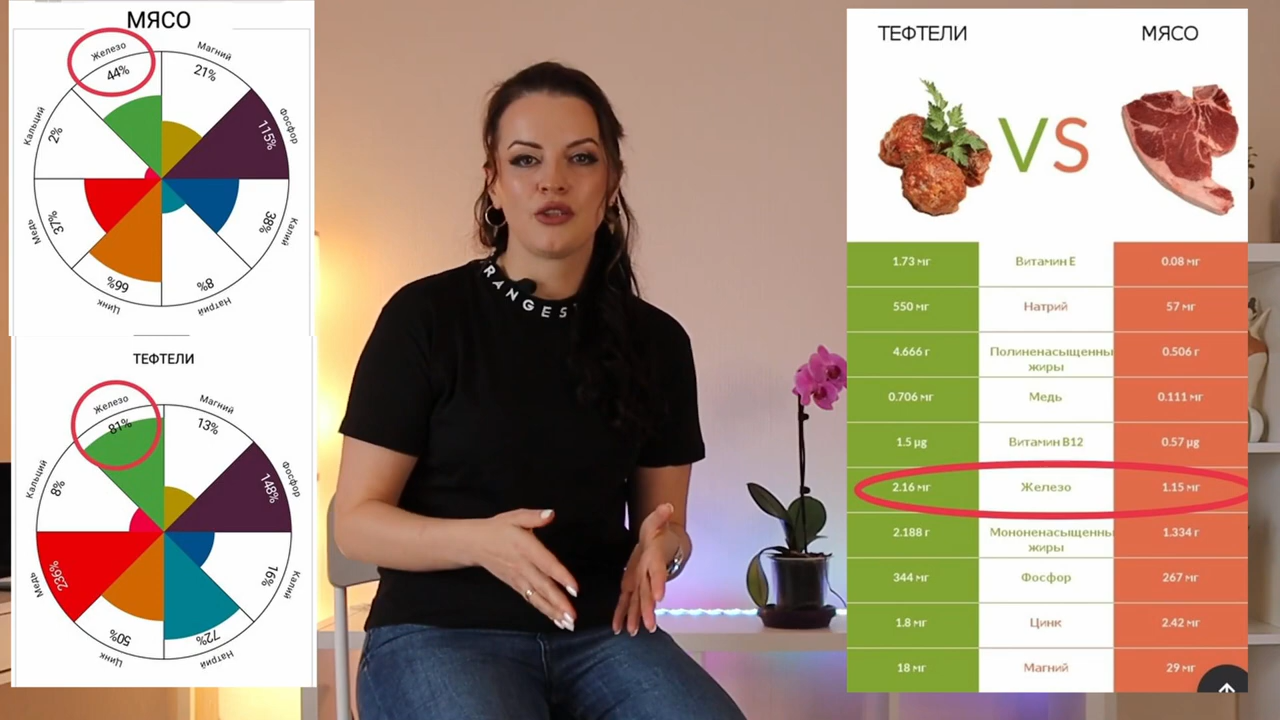 МЯСО
Железо
44%
Магний
21%
Фосфор
115%
Калий
38%
Натрий
8%
Цинк
66%
Медь
37%
Кальций
2%
ТЕФТЕЛИ
Железо
81%
Магний
13%
Фосфор
148%
Калий
16%
Натрий
72%
Цинк
50%
Медь
236%
Кальций
8%
RANGES
ТЕФТЕЛИ
МЯСО
VS
1.73 мг Витамин Е 0.08 мг
550 мг Натрий 57 мг
4.666 г Полиненасыщенны 0.506 г
жиры
0.706 мг Медь 0.111 мг
1.5 µg Витамин B12 0.57 µg
2.16 мг Железо 1.15 мг
2.188 г Мононенасыщенны 1.334 г
жиры
344 мг Фосфор 267 мг
1.8 мг Цинк 2.42 мг
18 мг Магний 29 мг